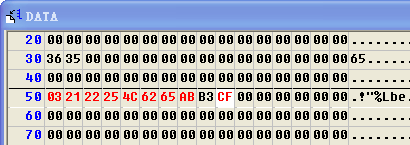 DATA
20 00 00 00 00 00 00 00 00 00 00 00 00 00 00 00 00 ........
30 36 35 00 00 00 00 00 00 00 00 00 00 00 00 00 00 65......
40 00 00 00 00 00 00 00 00 00 00 00 00 00 00 00 00 ........
50 03 21 22 25 4C 62 65 AB B3 CF 00 00 00 00 00 00 .!"%Lbe.
60 00 00 00 00 00 00 00 00 00 00 00 00 00 00 00 00 ........
70 00 00 00 00 00 00 00 00 00 00 00 00 00 00 00 00 ........